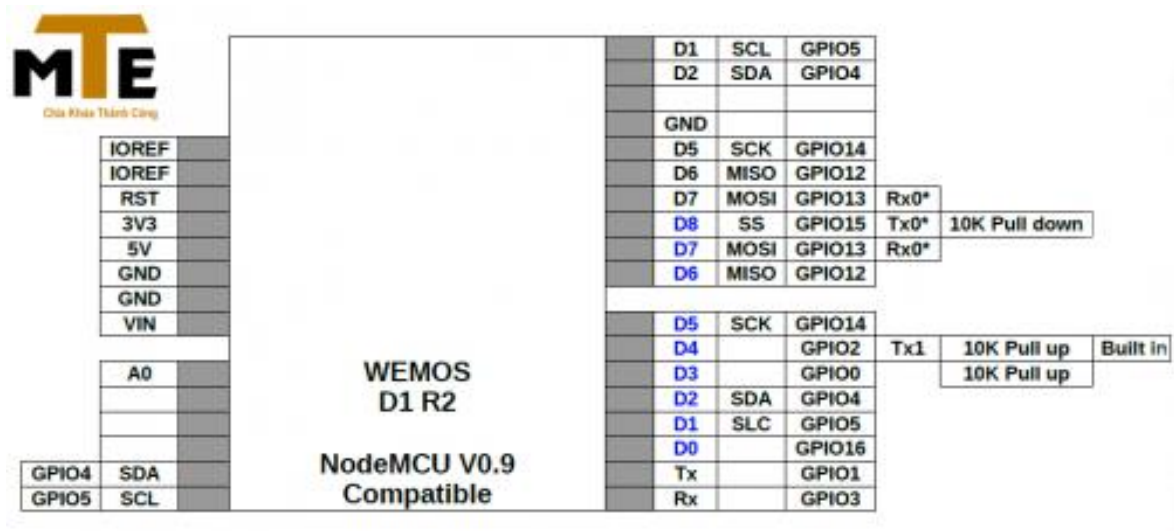 MTE
Chìa Khóa Thành Công
D1 SCL GPIO5
D2 SDA GPIO4
GND
IOREF D5 SCK GPIO14
IOREF D6 MISO GPIO12
RST D7 MOSI GPIO13 Rx0*
3V3 D8 SS GPIO15 Tx0* 10K Pull down
5V D7 MOSI GPIO13 Rx0*
GND D6 MISO GPIO12
GND
VIN D5 SCK GPIO14
D4 GPIO2 Tx1 10K Pull up Built in
A0 D3 GPIO0 10K Pull up
D2 SDA GPIO4
D1 SLC GPIO5
D0 GPIO16
GPIO4 SDA Tx GPIO1
GPIO5 SCL Rx GPIO3
WEMOS
D1 R2
NodeMCU V0.9
Compatible